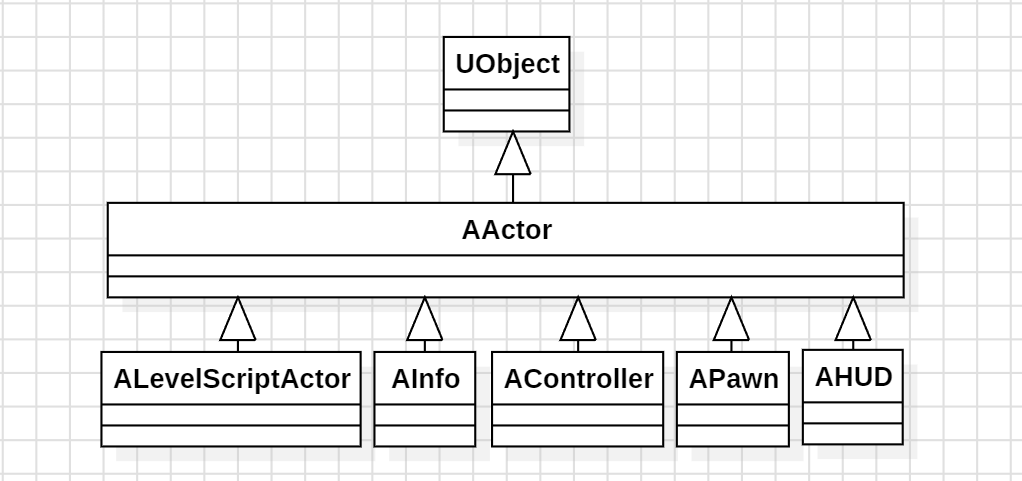 UObject
AActor
ALevelScriptActor
AInfo
AController
APawn
AHUD